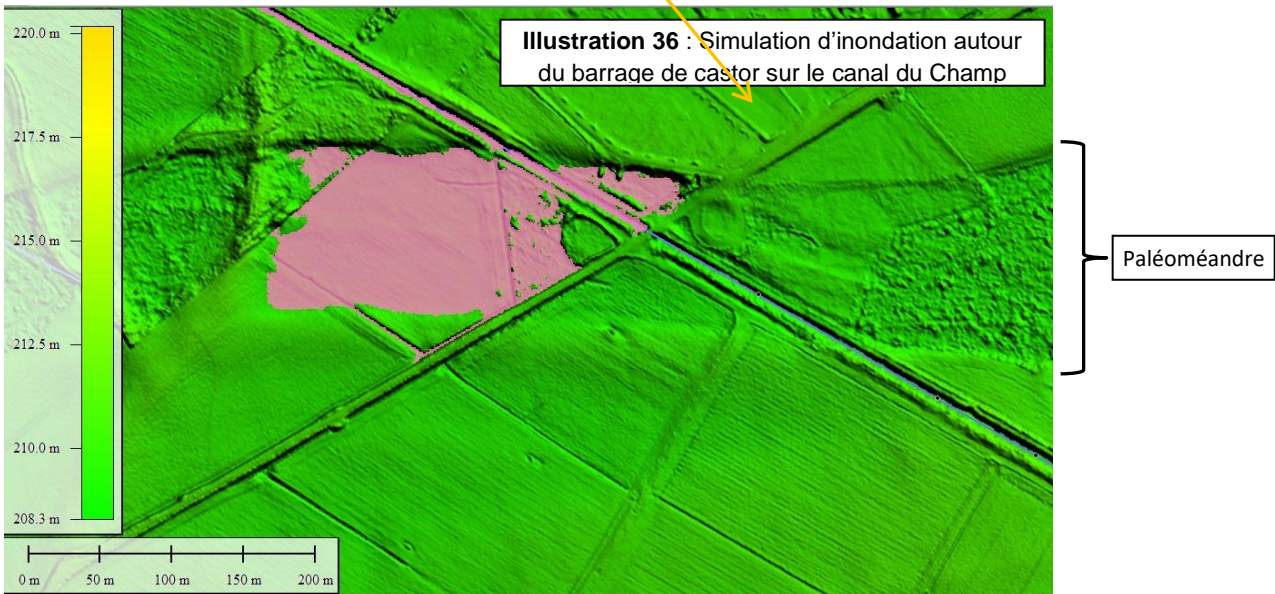 220.0 m
217.5 m
215.0 m
212.5 m
210.0 m
208.3 m
0 m 50 m 100 m 150 m 200 m
Illustration 36 : Simulation d'inondation autour
du barrage de castor sur le canal du Champ
Paléoméandre